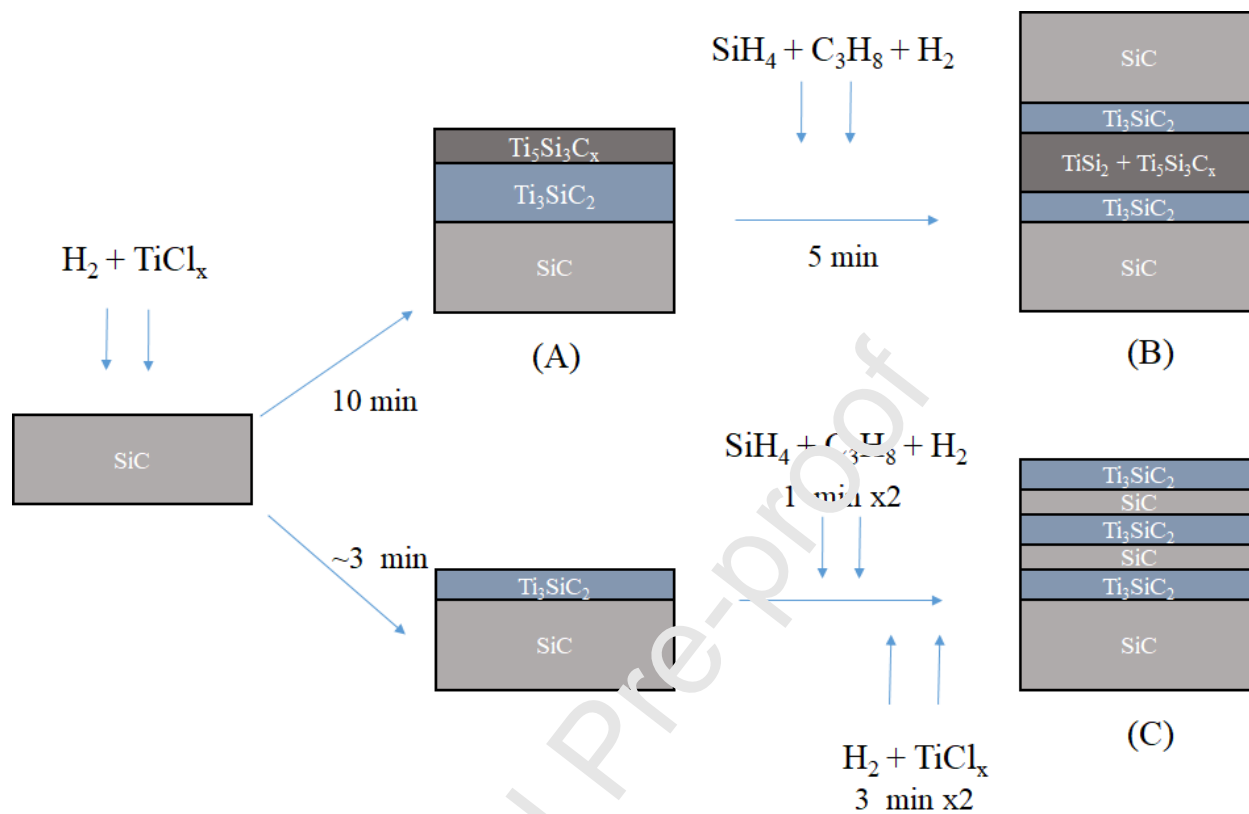 H₂ + TiClₓ
SiC
10 min
~3 min
Ti₅Si₃Cₓ
Ti₃SiC₂
SiC
(A)
SiH₄ + C₃H₈ + H₂
5 min
SiC
Ti₃SiC₂
TiSi₂ + Ti₅Si₃Cₓ
Ti₃SiC₂
SiC
(B)
Ti₃SiC₂
SiC
SiH₄ + C₃H₈ + H₂
1 min x2
H₂ + TiClₓ
3 min x2
Ti₃SiC₂
SiC
Ti₃SiC₂
SiC
Ti₃SiC₂
SiC
(C)
Pre-proof